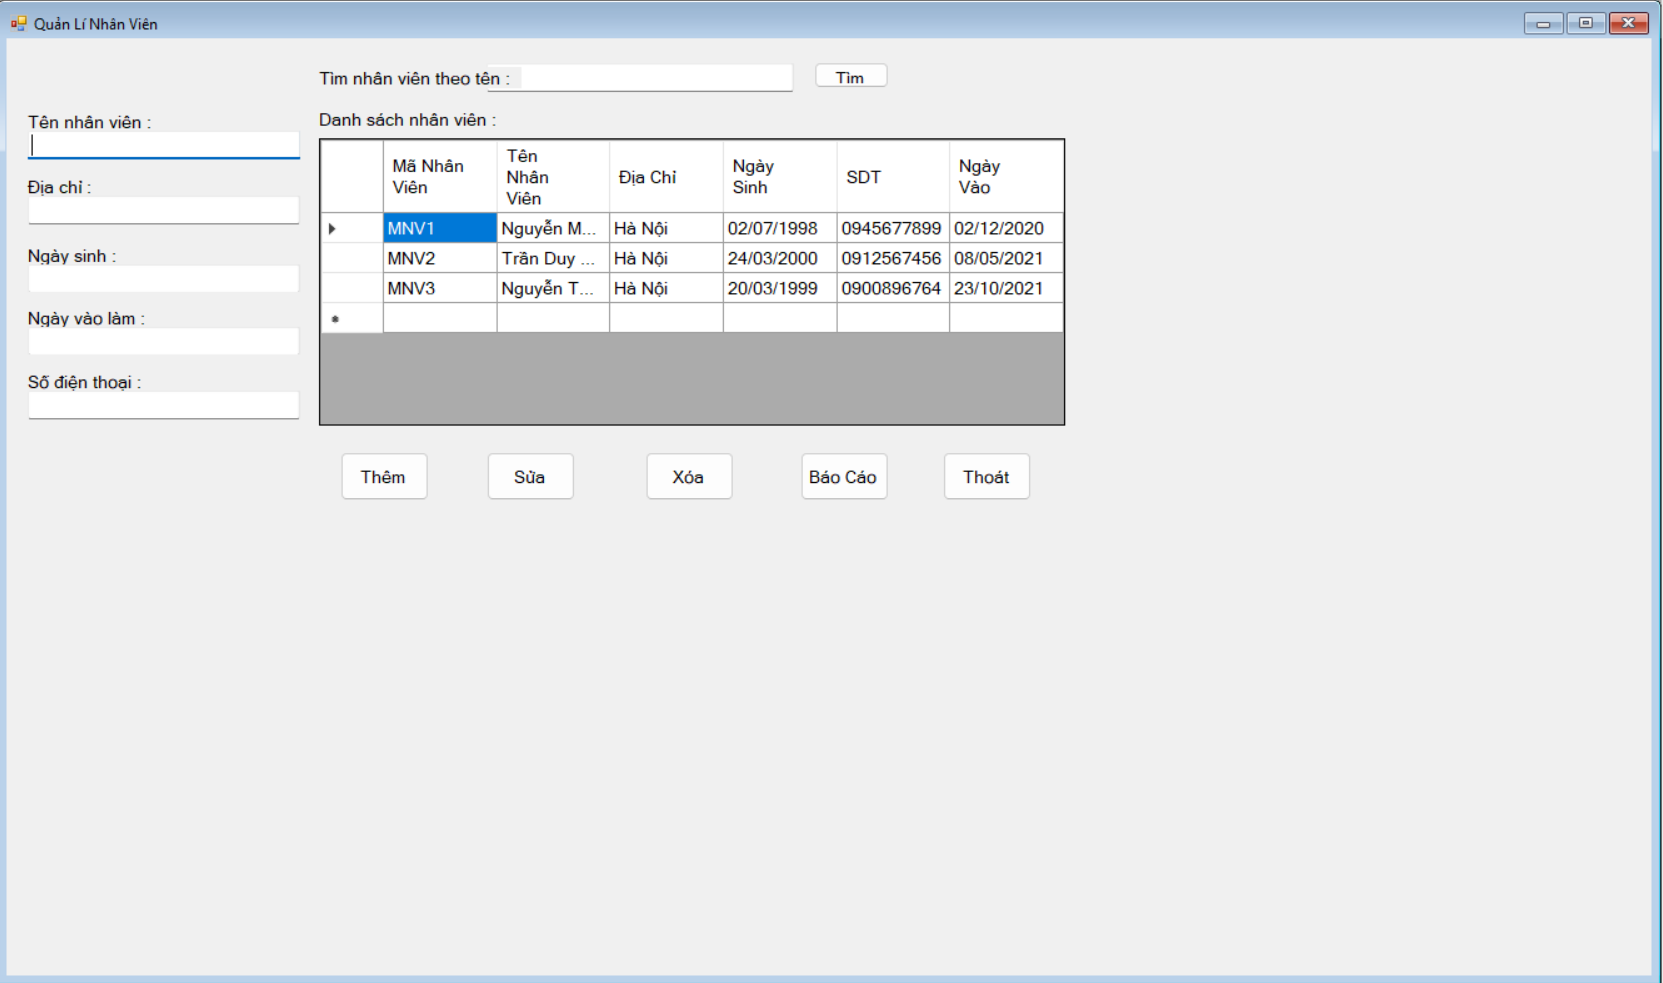 Quản Lí Nhân Viên
Tìm nhân viên theo tên :
Tìm
Tên nhân viên :
Địa chỉ :
Ngày sinh :
Ngày vào làm :
Số điện thoại :
Danh sách nhân viên :
Mã Nhân Viên Tên Nhân Viên Địa Chỉ Ngày Sinh SDT Ngày Vào
MNV1 Nguyễn M... Hà Nội 02/07/1998 0945677899 02/12/2020
MNV2 Trần Duy ... Hà Nội 24/03/2000 0912567456 08/05/2021
MNV3 Nguyễn T... Hà Nội 20/03/1999 0900896764 23/10/2021
Thêm Sửa Xóa Báo Cáo Thoát